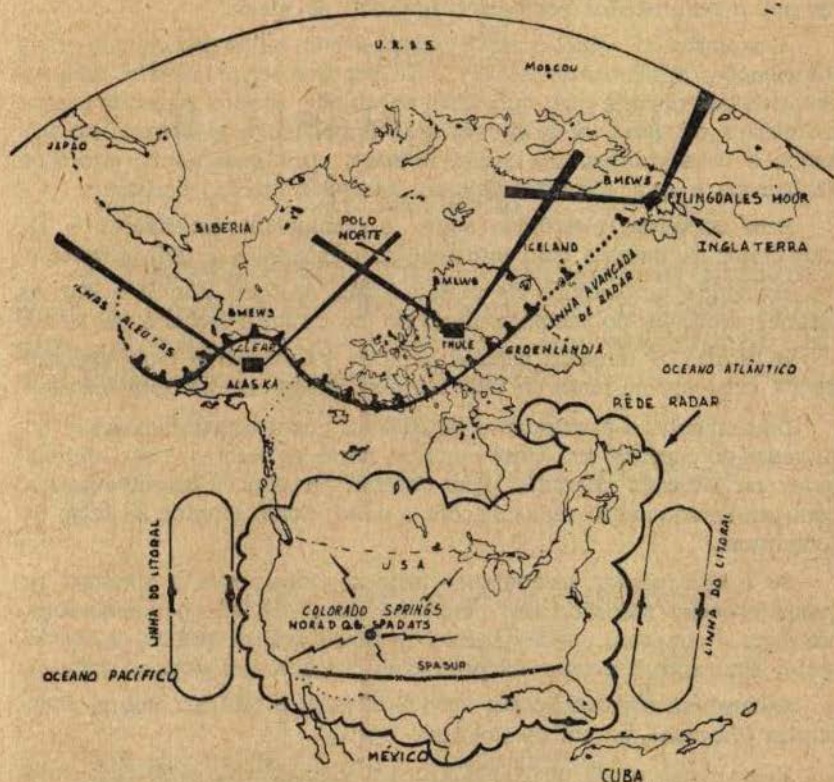 U.R.S.S.
MOSCOU
JAPÃO
BMEWS
FYLINGDALES MOOR
SIBÉRIA
POLO
NORTE
INGLATERRA
ICELAND
BMEWS
LINHA AVANÇADA
DE RADAR
ILHAS ALEUTAS
BMEWS
THULE
CLEAR
GROENLÂNDIA
ALASKA
OCEANO ATLÂNTICO
RÊDE RADAR
LINHA DO LITORAL
USA
LINHA DO LITORAL
COLORADO SPRINGS
NORAD Q.G. SPADATS
SPASUR
OCEANO PACÍFICO
MÉXICO
CUBA